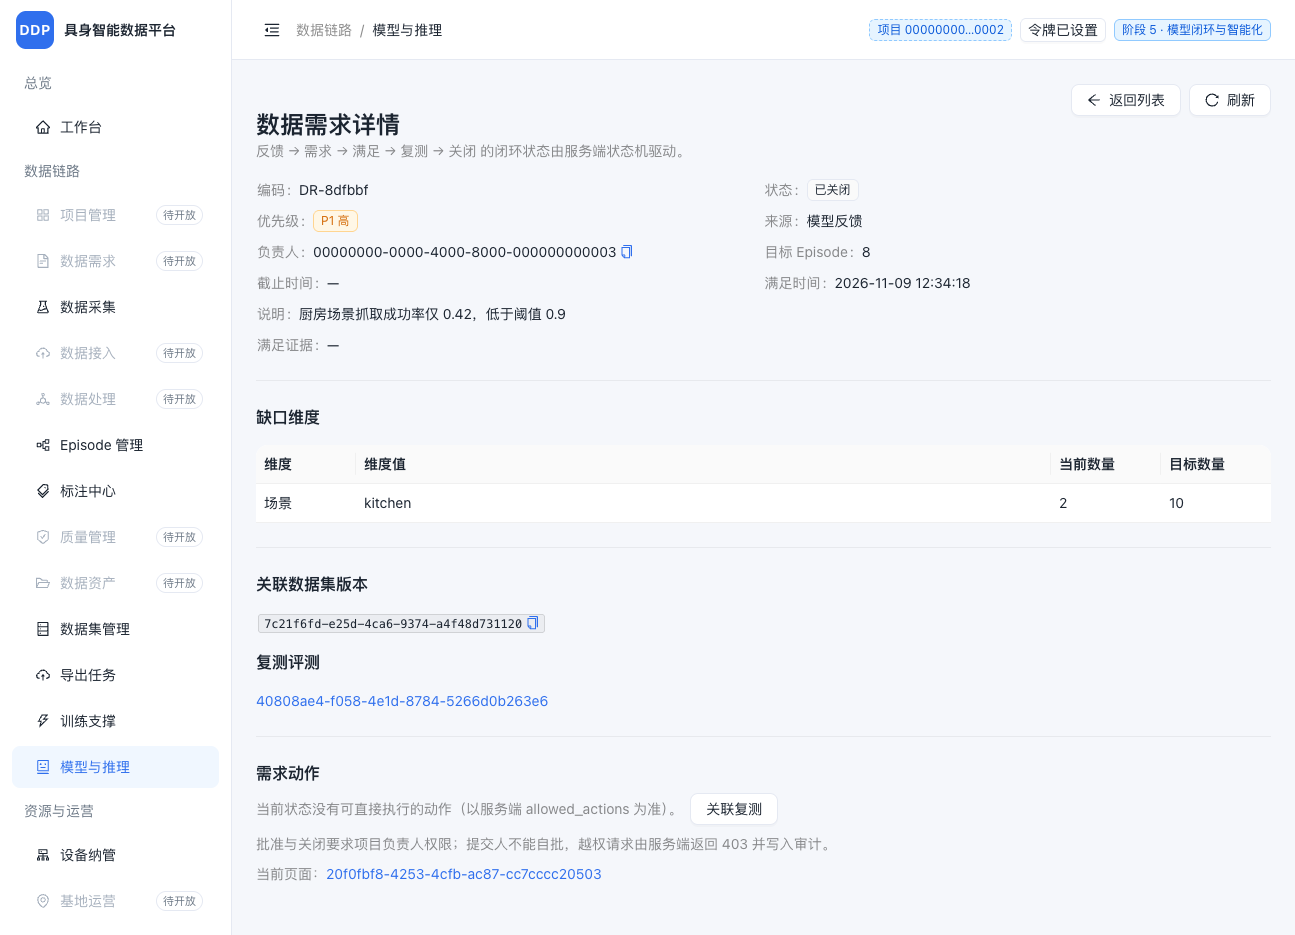 DDP 具身智能数据平台
总览
工作台
数据链路
项目管理 待开放
数据需求 待开放
数据采集
数据接入 待开放
数据处理 待开放
Episode 管理
标注中心
质量管理 待开放
数据资产 待开放
数据集管理
导出任务
训练支撑
模型与推理
资源与运营
设备纳管
基地运营 待开放
数据链路 / 模型与推理
项目 00000000...0002 令牌已设置 阶段 5 · 模型闭环与智能化
返回列表 刷新
数据需求详情
反馈 → 需求 → 满足 → 复测 → 关闭 的闭环状态由服务端状态机驱动。
编码: DR-8dfbbf 状态: 已关闭
优先级: P1 高 来源: 模型反馈
负责人: 00000000-0000-4000-8000-000000000003 目标 Episode: 8
截止时间: — 满足时间: 2026-11-09 12:34:18
说明: 厨房场景抓取成功率仅 0.42，低于阈值 0.9
满足证据: —
缺口维度
维度 维度值 当前数量 目标数量
场景 kitchen 2 10
关联数据集版本
7c21f6fd-e25d-4ca6-9374-a4f48d731120
复测评测
40808ae4-f058-4e1d-8784-5266d0b263e6
需求动作
当前状态没有可直接执行的动作（以服务端 allowed_actions 为准）。 关联复测
批准与关闭要求项目负责人权限；提交人不能自批，越权请求由服务端返回 403 并写入审计。
当前页面： 20f0fbf8-4253-4cfb-ac87-cc7cccc20503